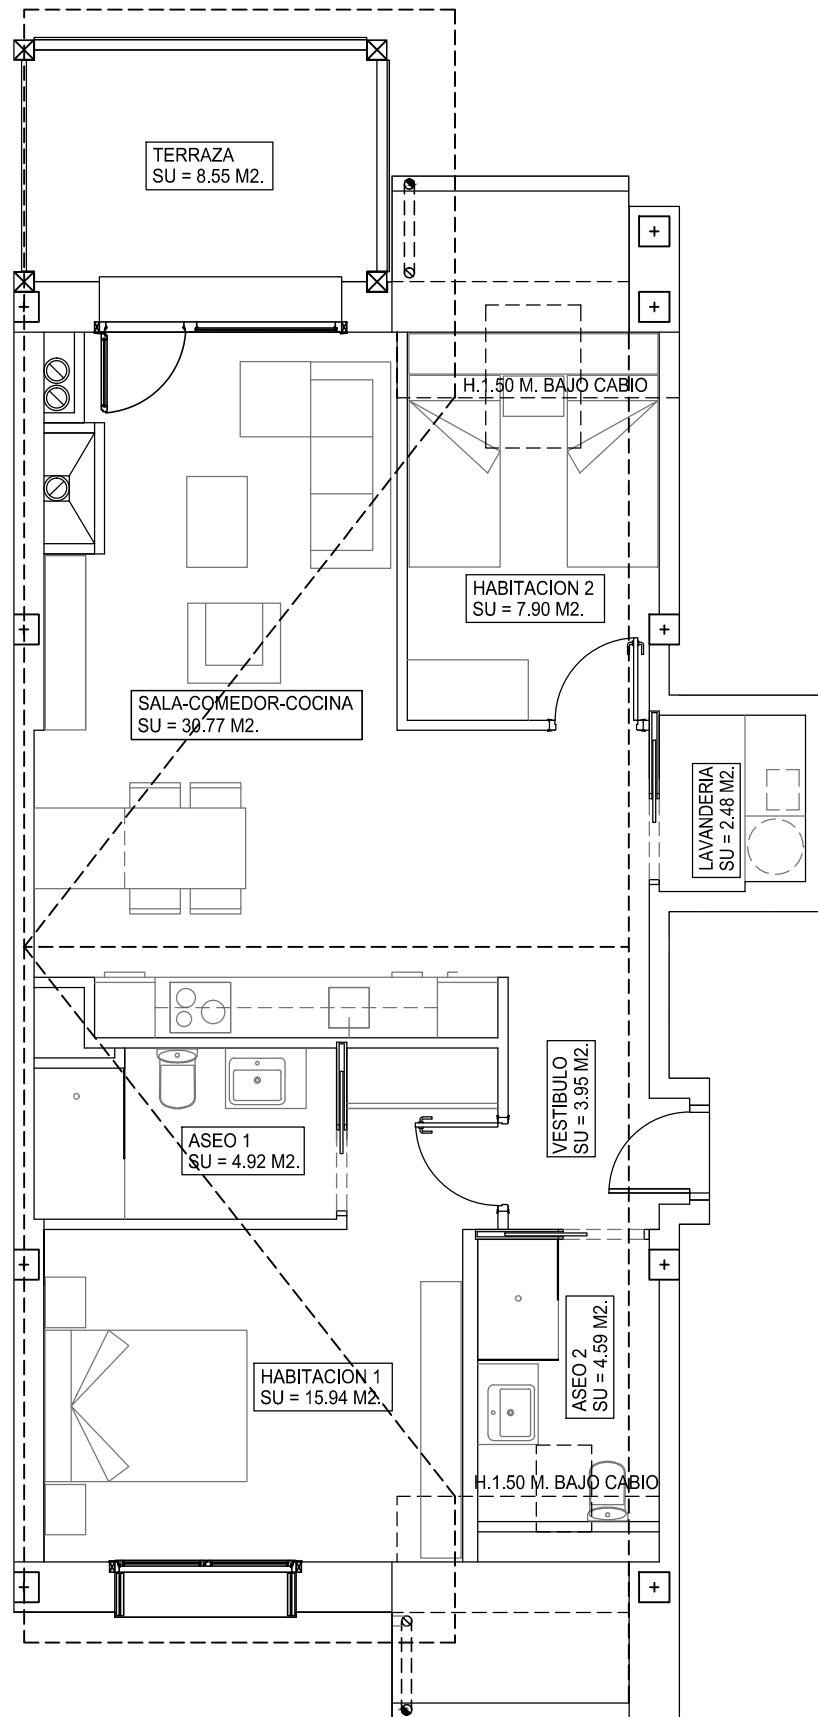 TERRAZA
SU = 8.55 M2.
H.1.50 M. BAJO CABIO
HABITACION 2
SU = 7.90 M2.
SALA-COMEDOR-COCINA
SU = 30.77 M2.
LAVANDERIA
SU = 2.48 M2.
VESTIBULO
SU = 3.95 M2.
ASEO 1
SU = 4.92 M2.
HABITACION 1
SU = 15.94 M2.
ASEO 2
SU = 4.59 M2.
H.1.50 M. BAJO CABIO